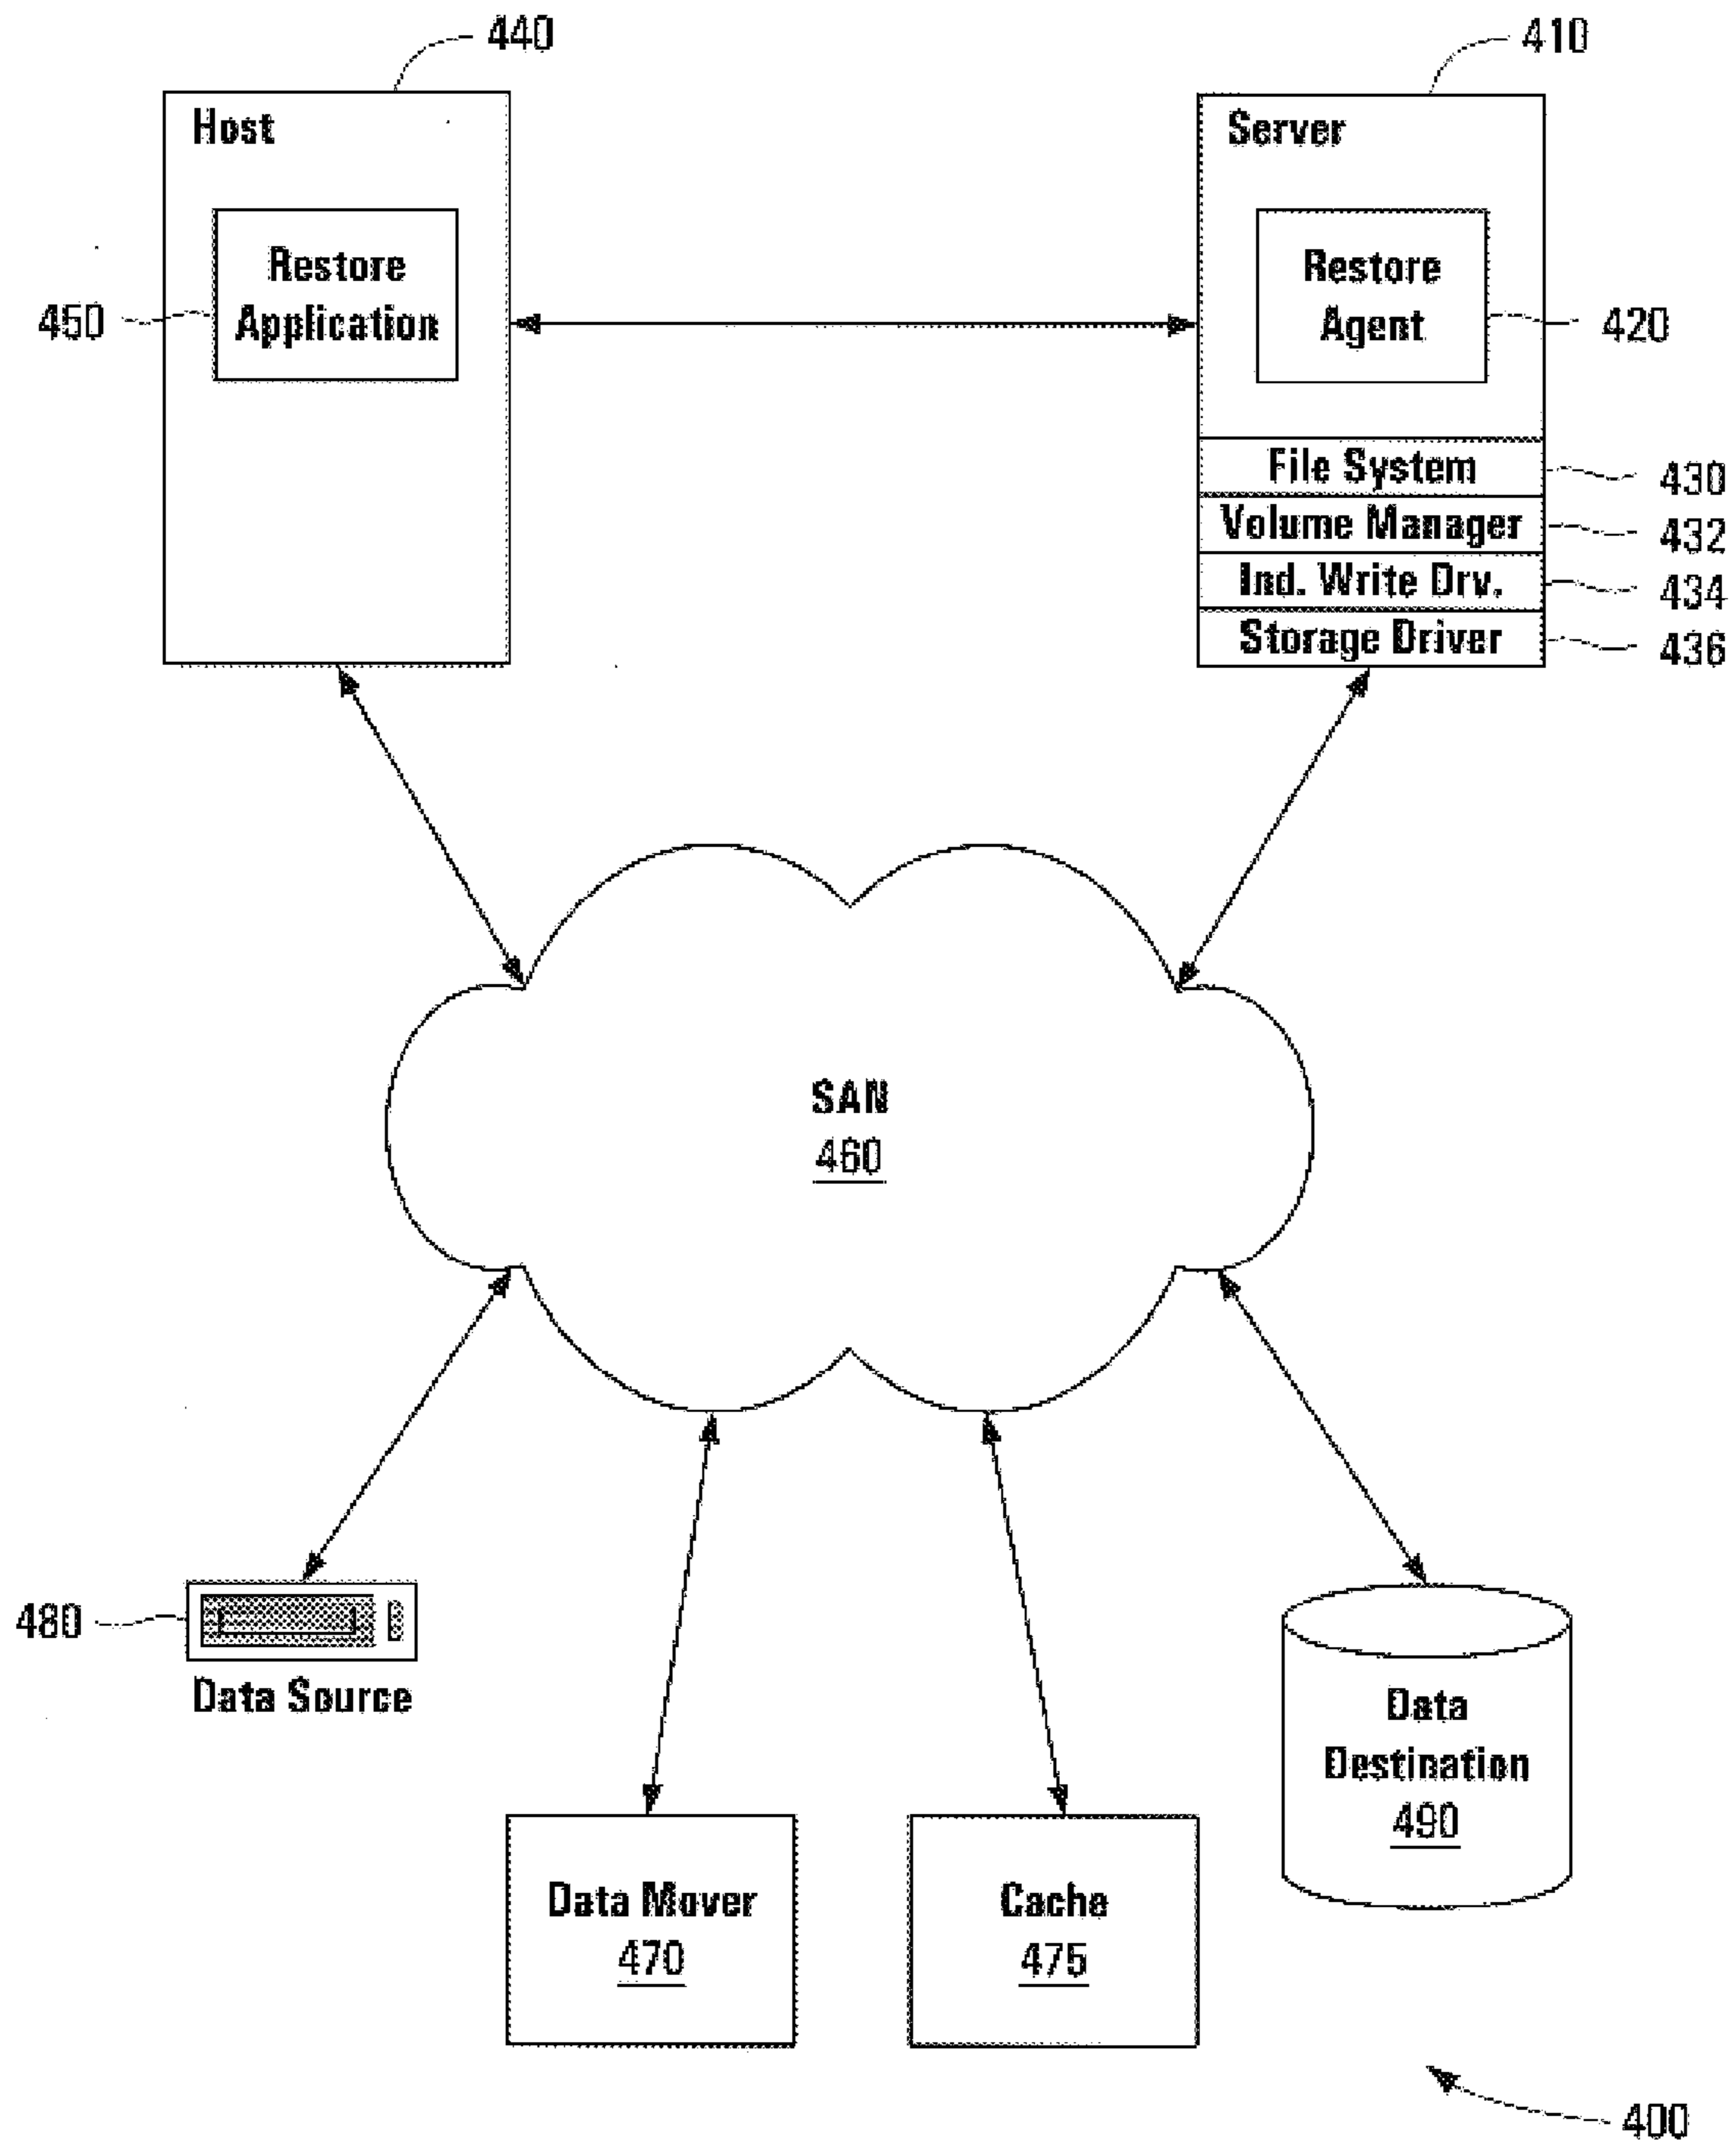 440
410
Host
Server
Restore
Application
450
Restore
Agent
420
File System
430
Volume Manager
432
Ind. Write Drv.
434
Storage Driver
436
SAN
460
480
Data Source
Data
Destination
490
Data Mover
470
Cache
475
400